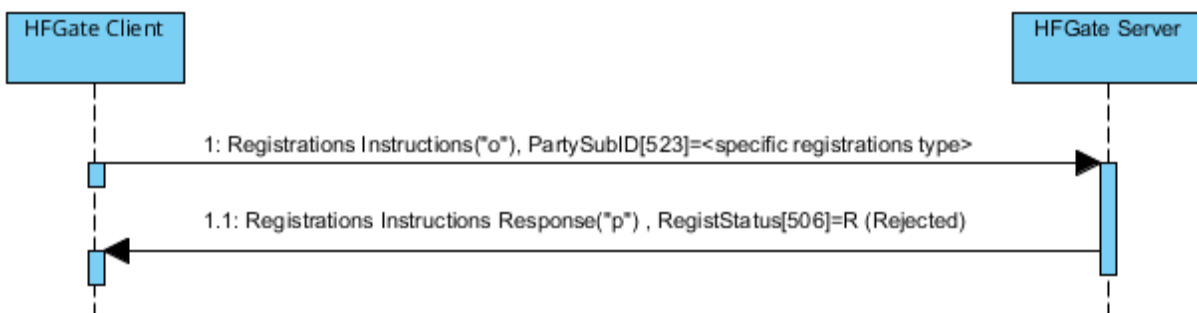 HFGate Client
HFGate Server
1: Registrations Instructions("o"), PartySubID[523]=<specific registrations type>
1.1: Registrations Instructions Response("p") , RegistStatus[506]=R (Rejected)